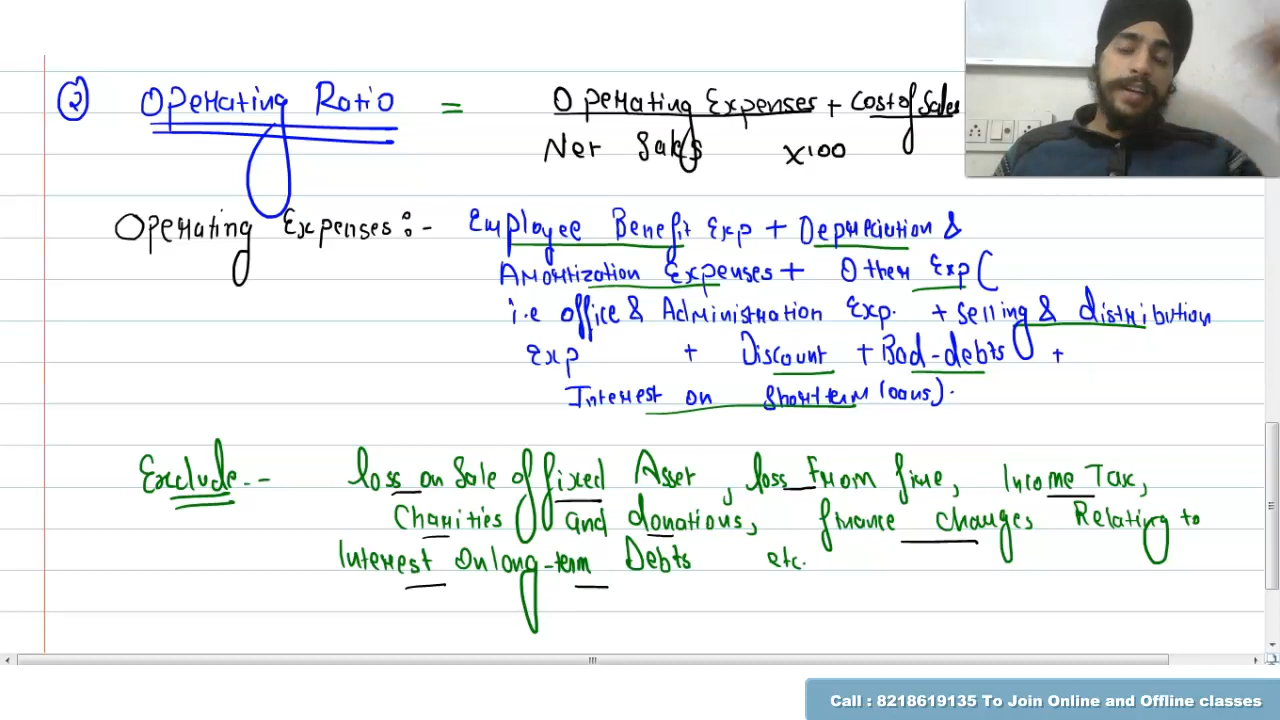 ② Operating Ratio = Operating Expenses + Cost of Sales
Net Sales X100
Operating Expenses :- Employee Benefit Exp + Depreciation &
Amortization Expenses + Other Exp (
i.e office & Administration Exp. + Selling & distribution
Exp + Discount + Bad-debts +
Interest on Short term loans).
Exclude - loss on Sale of fixed Asset, loss From fire, Income Tax,
Charities and donations, finance charges Relating to
Interest on long-term Debts etc.
Call : 8218619135 To Join Online and Offline classes